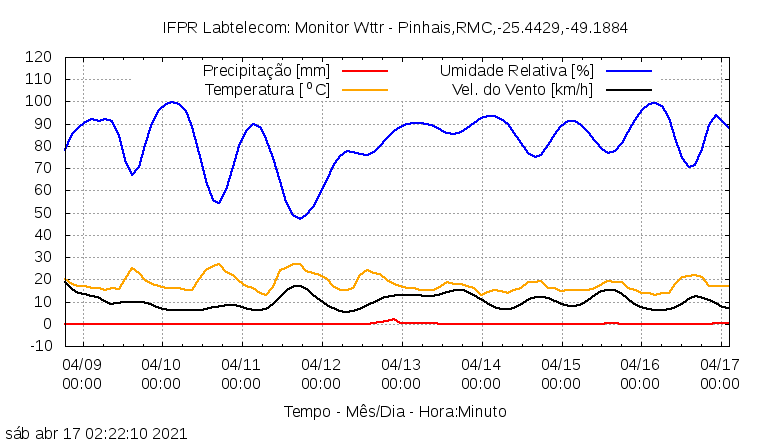 IFPR Labtelecom: Monitor Wttr - Pinhais,RMC,-25.4429,-49.1884
120
110
100
90
80
70
60
50
40
30
20
10
0
-10
Precipitação [mm]
Temperatura [ ⁰C]
Umidade Relativa [%]
Vel. do Vento [km/h]
04/09 04/10 04/11 04/12 04/13 04/14 04/15 04/16 04/17
00:00 00:00 00:00 00:00 00:00 00:00 00:00 00:00 00:00
Tempo - Mês/Dia - Hora:Minuto
sáb abr 17 02:22:10 2021